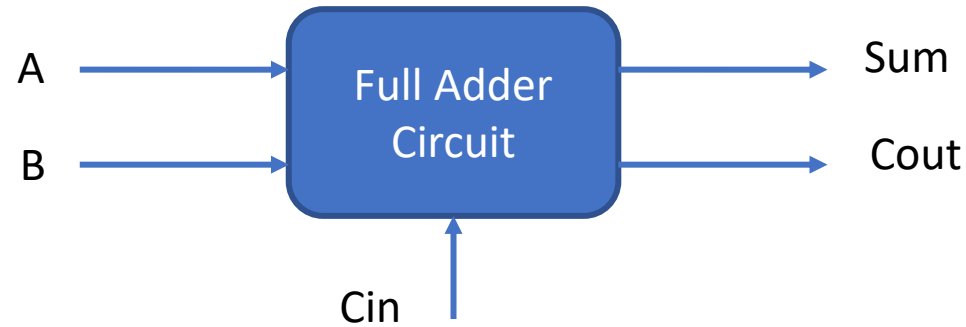 A
B
Full Adder
Circuit
Sum
Cout
Cin